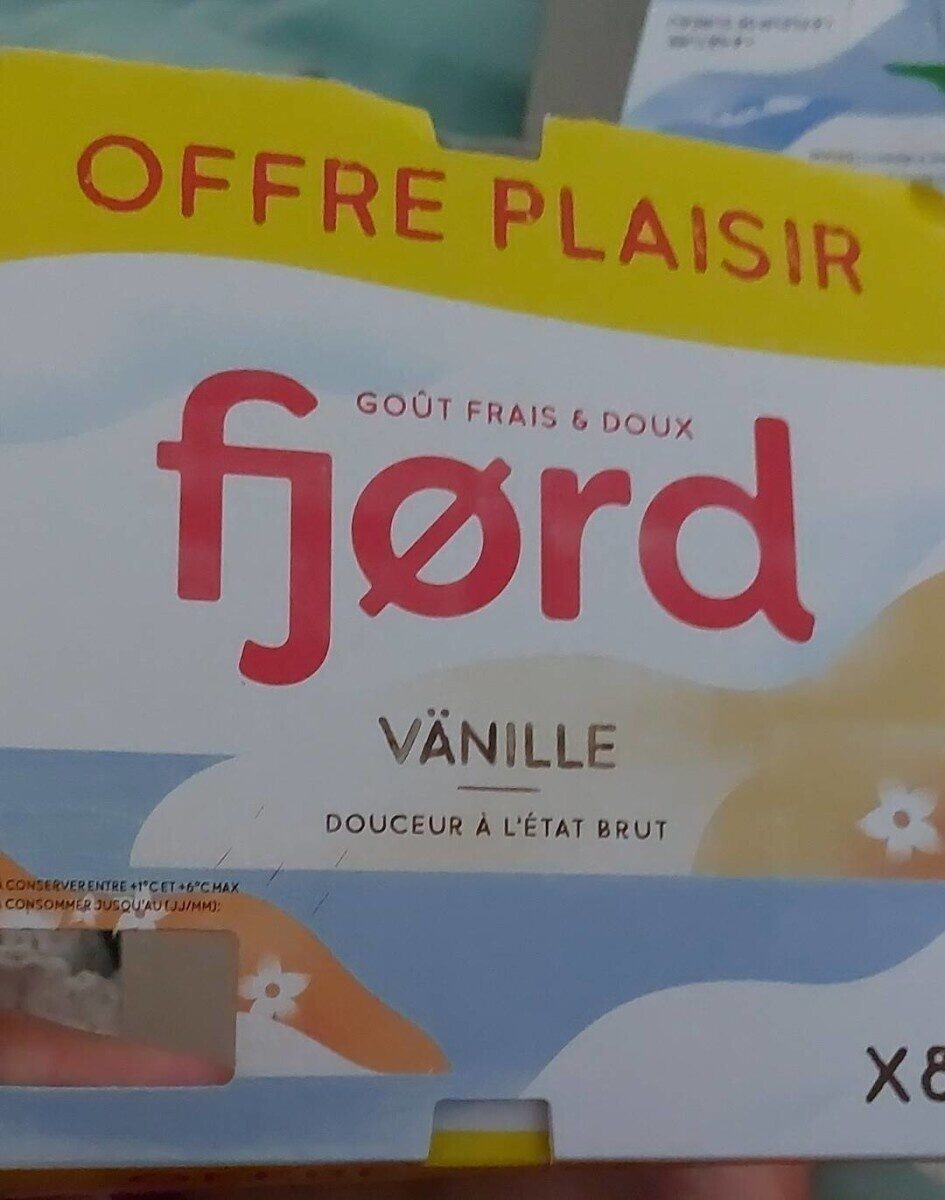 OFFRE PLAISIR
GOÛT FRAIS & DOUX
fjørd
VÄNILLE
DOUCEUR À L'ÉTAT BRUT
À CONSERVER ENTRE +1°C ET +6°C MAX
À CONSOMMER JUSQU'AU (JJ/MM):
X8